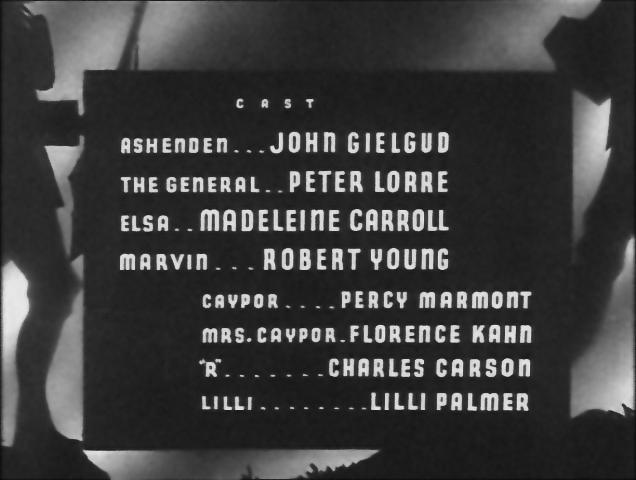 CAST
ASHENDEN...JOHN GIELGUD
THE GENERAL..PETER LORRE
ELSA..MADELEINE CARROLL
MARVIN...ROBERT YOUNG
CAYPOR....PERCY MARMONT
MRS.CAYPOR.FLORENCE KAHN
"R".......CHARLES CARSON
LILLI........LILLI PALMER